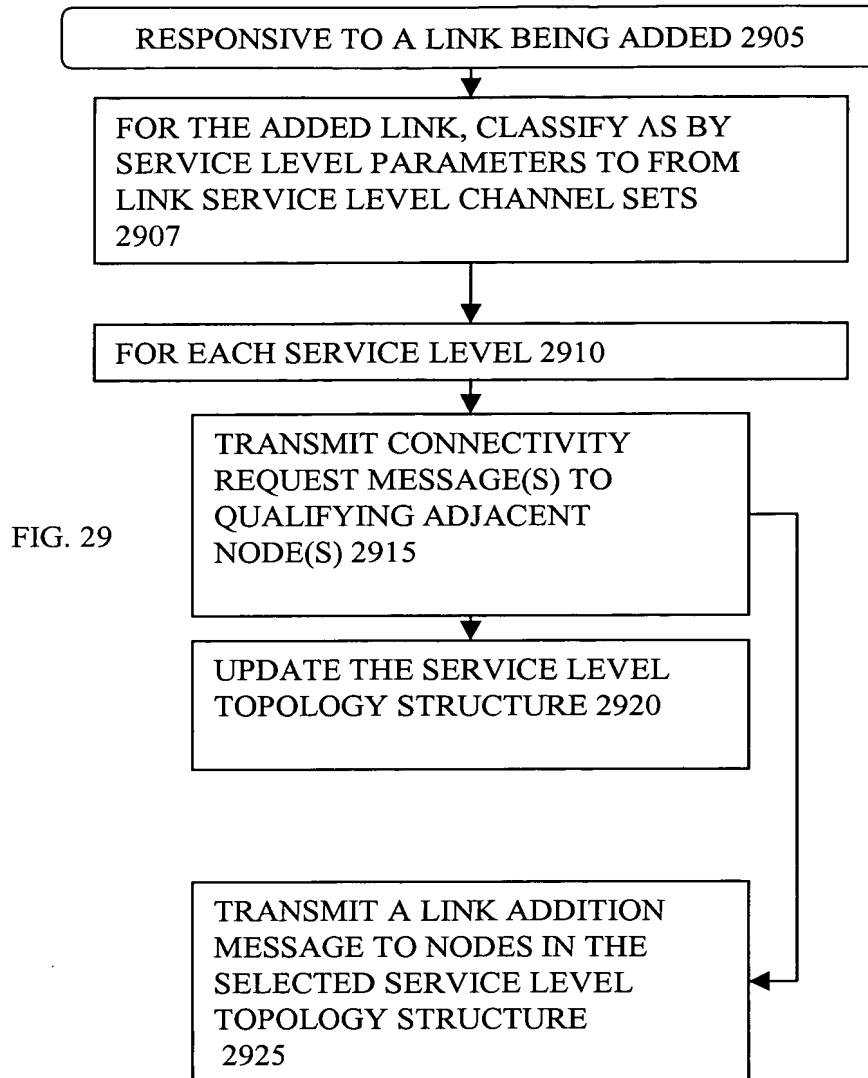 RESPONSIVE TO A LINK BEING ADDED 2905
FOR THE ADDED LINK, CLASSIFY ΛS BY
SERVICE LEVEL PARAMETERS TO FROM
LINK SERVICE LEVEL CHANNEL SETS
2907
FOR EACH SERVICE LEVEL 2910
TRANSMIT CONNECTIVITY
REQUEST MESSAGE(S) TO
QUALIFYING ADJACENT
NODE(S) 2915
FIG. 29
UPDATE THE SERVICE LEVEL
TOPOLOGY STRUCTURE 2920
TRANSMIT A LINK ADDITION
MESSAGE TO NODES IN THE
SELECTED SERVICE LEVEL
TOPOLOGY STRUCTURE
2925